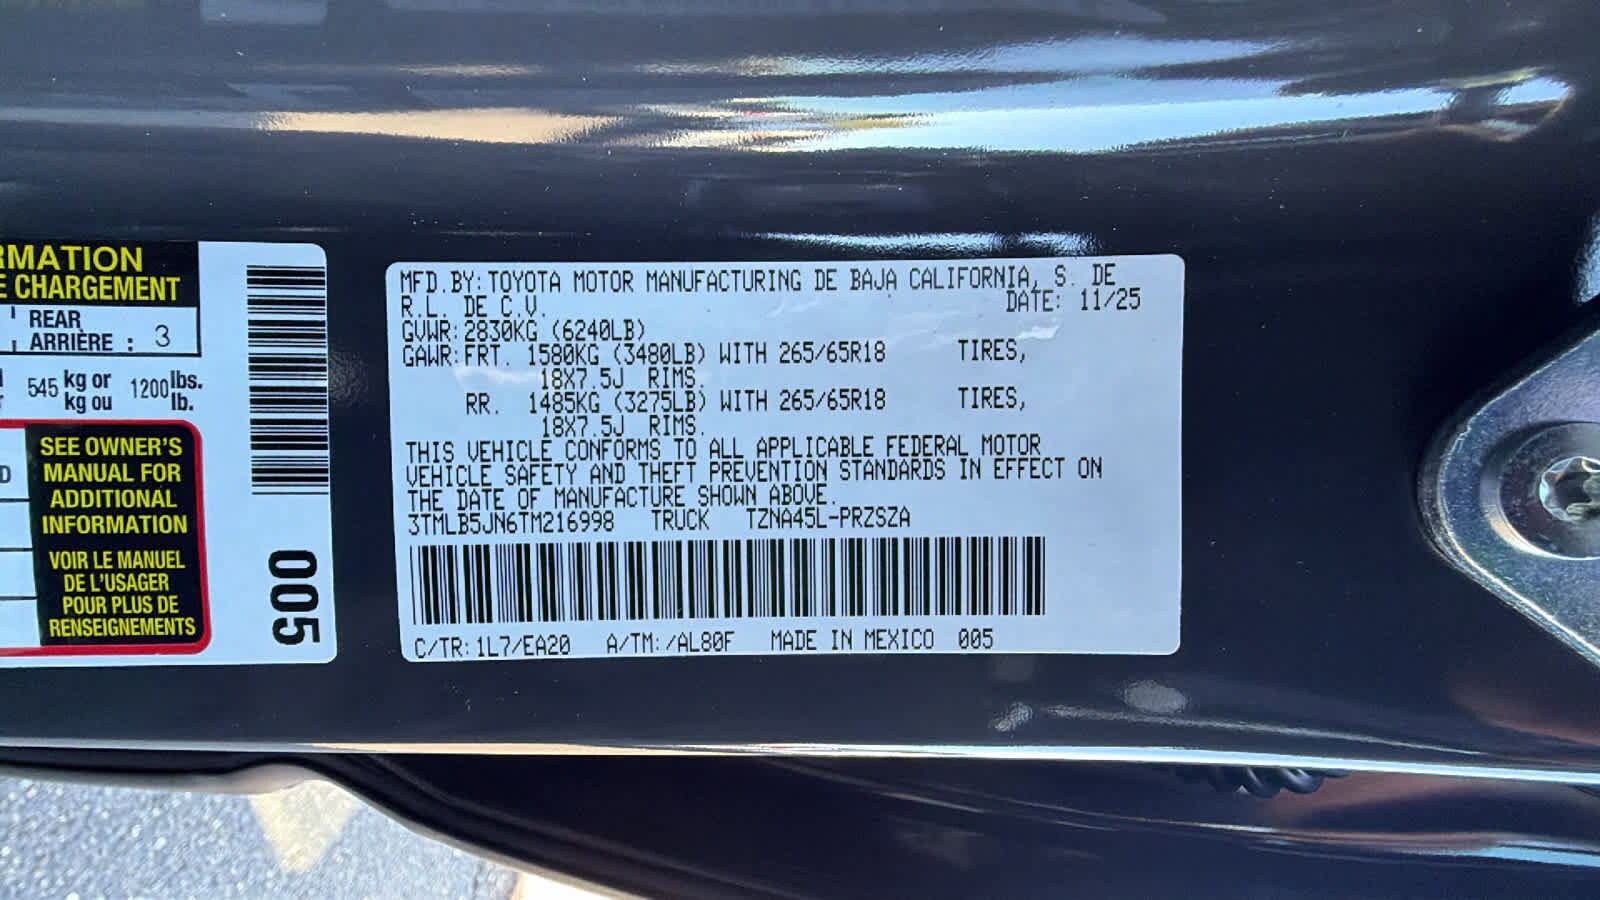 RMATION
E CHARGEMENT
REAR
ARRIÈRE : 3
545 kg or 1200 lbs.
kg ou lb.
SEE OWNER'S
MANUAL FOR
ADDITIONAL
INFORMATION
VOIR LE MANUEL
DE L'USAGER
POUR PLUS DE
RENSEIGNEMENTS
005
MFD.BY:TOYOTA MOTOR MANUFACTURING DE BAJA CALIFORNIA, S. DE
R.L. DE C.V. DATE: 11/25
GVWR:2830KG (6240LB)
GAWR:FRT. 1580KG (3480LB) WITH 265/65R18 TIRES,
18X7.5J RIMS.
RR. 1485KG (3275LB) WITH 265/65R18 TIRES,
18X7.5J RIMS.
THIS VEHICLE CONFORMS TO ALL APPLICABLE FEDERAL MOTOR
VEHICLE SAFETY AND THEFT PREVENTION STANDARDS IN EFFECT ON
THE DATE OF MANUFACTURE SHOWN ABOVE.
3TMLB5JN6TM216998 TRUCK TZNA45L-PRZSZA
C/TR:1L7/EA20 A/TM:/AL80F MADE IN MEXICO 005